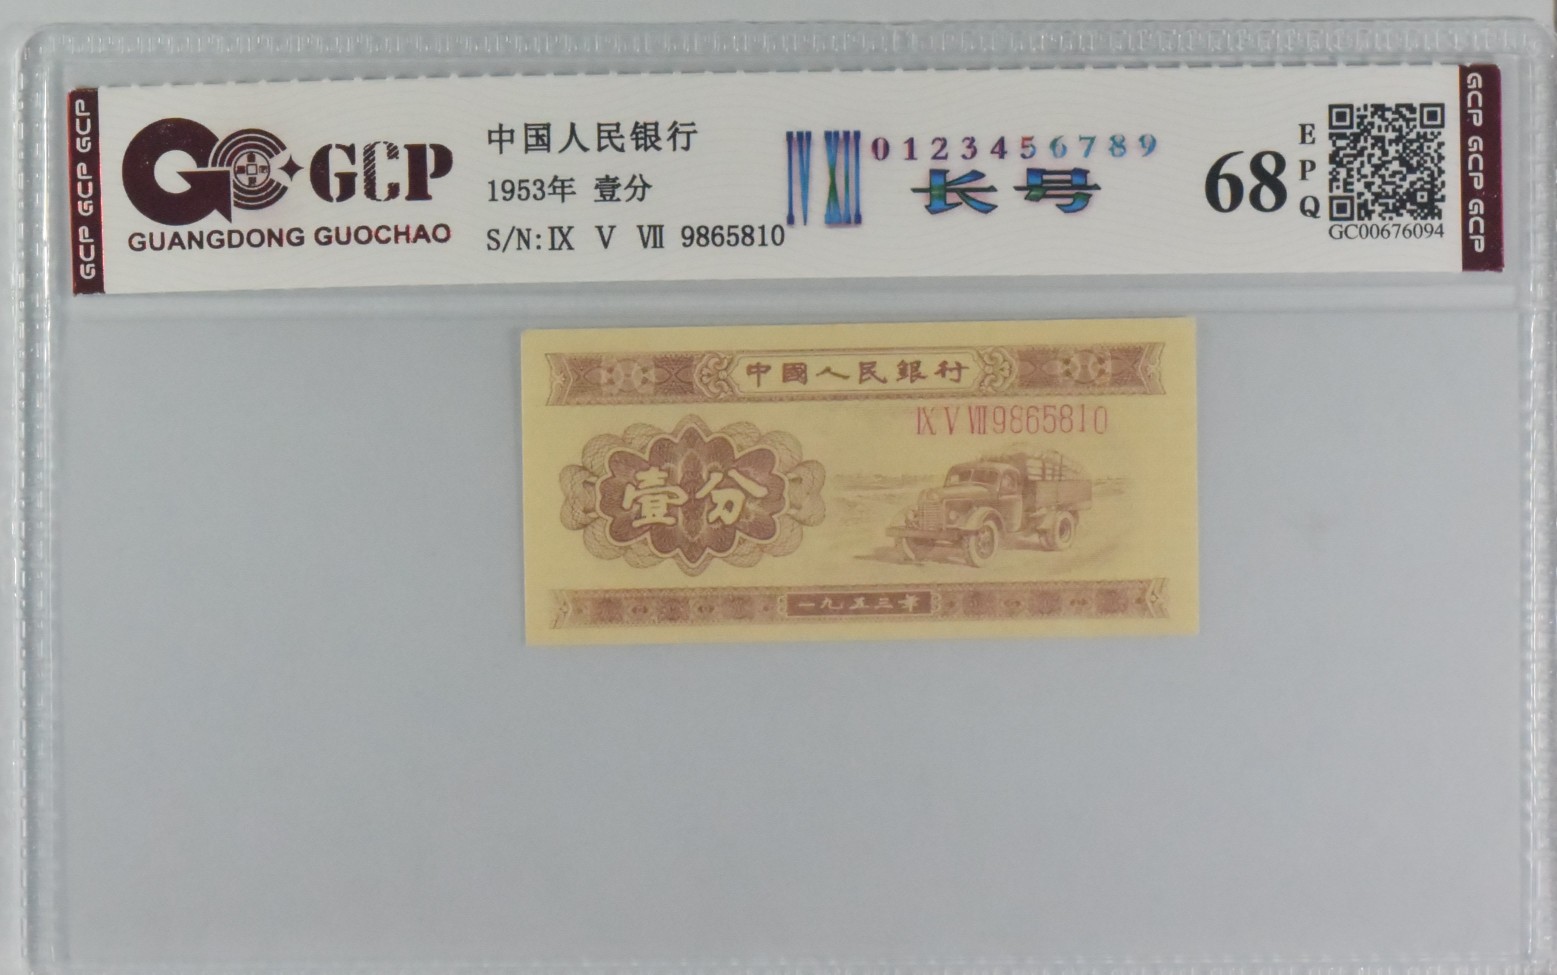 GCP GCP GCP
GCP
GUANGDONG GUOCHAO
中国人民银行
1953年 壹分
S/N:Ⅸ Ⅴ Ⅶ 9865810
Ⅳ Ⅻ 0123456789
长号
68
EPQ
GC00676094
GCP GCP GCP
中國人民銀行
Ⅸ Ⅴ Ⅶ 9865810
壹分
一九五三年